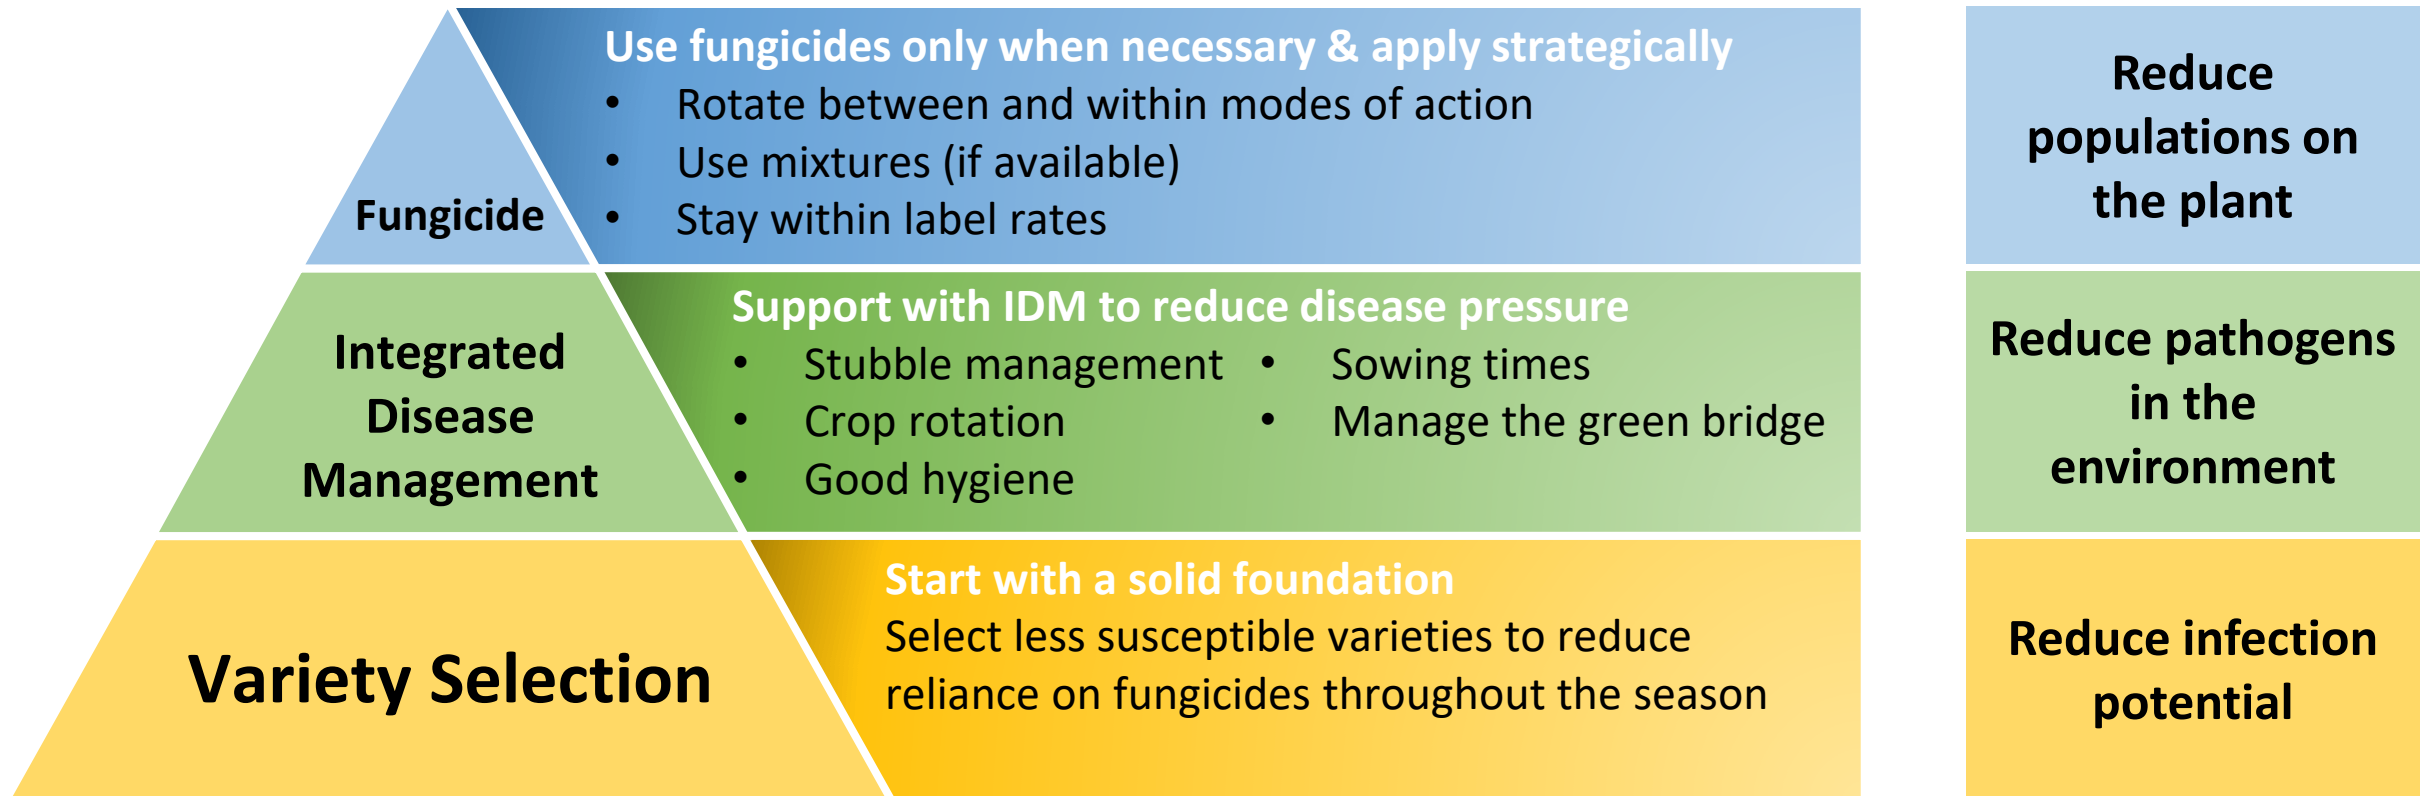 Fungicide
Use fungicides only when necessary & apply strategically
• Rotate between and within modes of action
• Use mixtures (if available)
• Stay within label rates
Reduce
populations on
the plant
Integrated
Disease
Management
Support with IDM to reduce disease pressure
• Stubble management
• Crop rotation
• Good hygiene
• Sowing times
• Manage the green bridge
Reduce pathogens
in the
environment
Variety Selection
Start with a solid foundation
Select less susceptible varieties to reduce
reliance on fungicides throughout the season
Reduce infection
potential